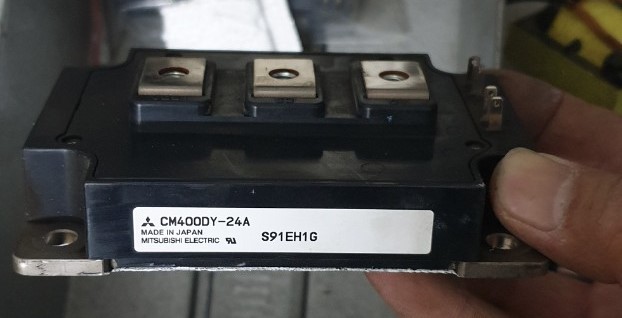 CM400DY-24A
MADE IN JAPAN
MITSUBISHI ELECTRIC
S91EH1G